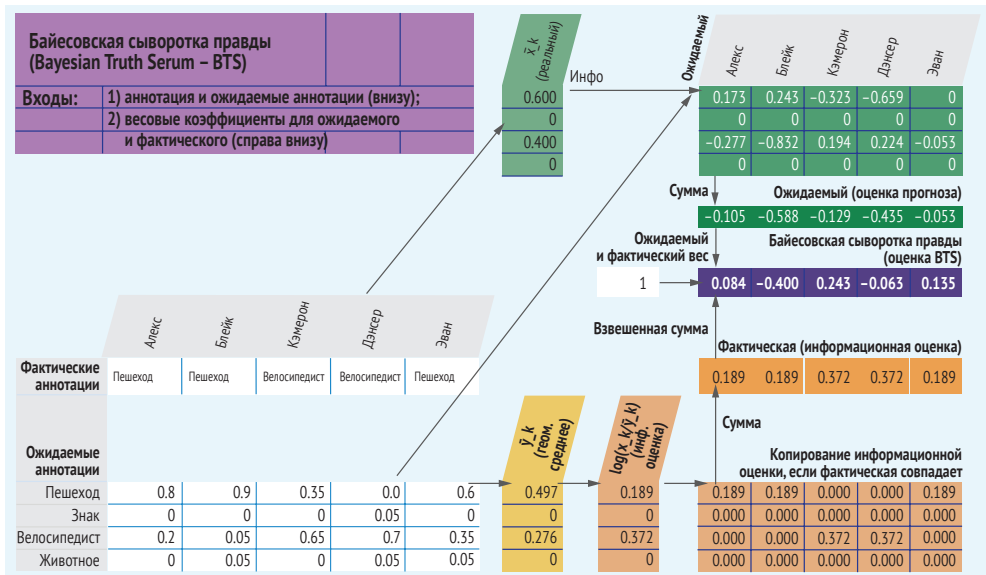 Байесовская сыворотка правды
(Bayesian Truth Serum – BTS)
Входы: 1) аннотация и ожидаемые аннотации (внизу);
2) весовые коэффициенты для ожидаемого
и фактического (справа внизу)
x̄_k
(реальный)
0.600
0
0.400
0
Инфо
Ожидаемый
Алекс Блейк Кэмерон Дэнсер Эван
0.173 0.243 −0.323 −0.659 0
0 0 0 0 0
−0.277 −0.832 0.194 0.224 −0.053
0 0 0 0 0
Сумма
Ожидаемый (оценка прогноза)
−0.105 −0.588 −0.129 −0.435 −0.053
Ожидаемый
и фактический вес
Байесовская сыворотка правды
(оценка BTS)
1 0.084 −0.400 0.243 −0.063 0.135
Взвешенная сумма
Фактическая (информационная оценка)
0.189 0.189 0.372 0.372 0.189
Сумма
Копирование информационной
оценки, если фактическая совпадает
Алекс Блейк Кэмерон Дэнсер Эван
Фактические
аннотации
Пешеход Пешеход Велосипедист Велосипедист Пешеход
ȳ_k
(геом.
среднее)
log(x_k/ȳ_k)
(инф.
оценка)
Ожидаемые
аннотации
Пешеход 0.8 0.9 0.35 0.0 0.6 0.497 0.189 0.189 0.189 0.000 0.000 0.189
Знак 0 0 0 0.05 0 0 0 0.000 0.000 0.000 0.000 0.000
Велосипедист 0.2 0.05 0.65 0.7 0.35 0.276 0.372 0.000 0.000 0.372 0.372 0.000
Животное 0 0.05 0 0.05 0.05 0 0 0.000 0.000 0.000 0.000 0.000